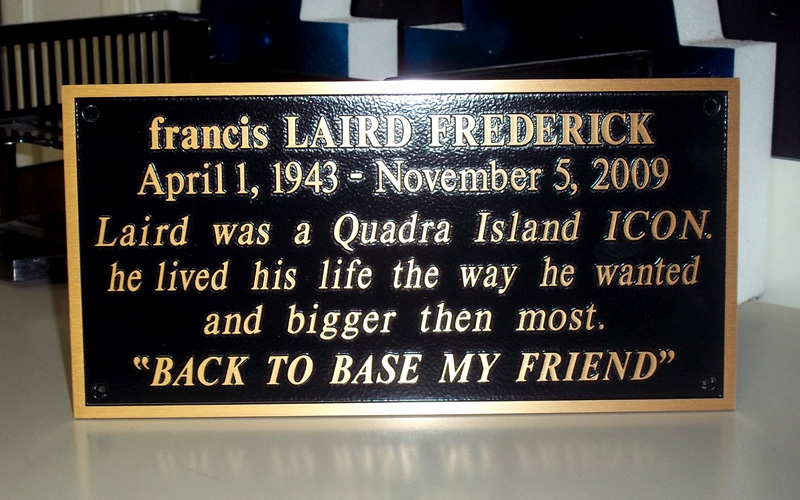 francis LAIRD FREDERICK
April 1, 1943 - November 5, 2009
Laird was a Quadra Island ICON.
he lived his life the way he wanted
and bigger then most.
“BACK TO BASE MY FRIEND”